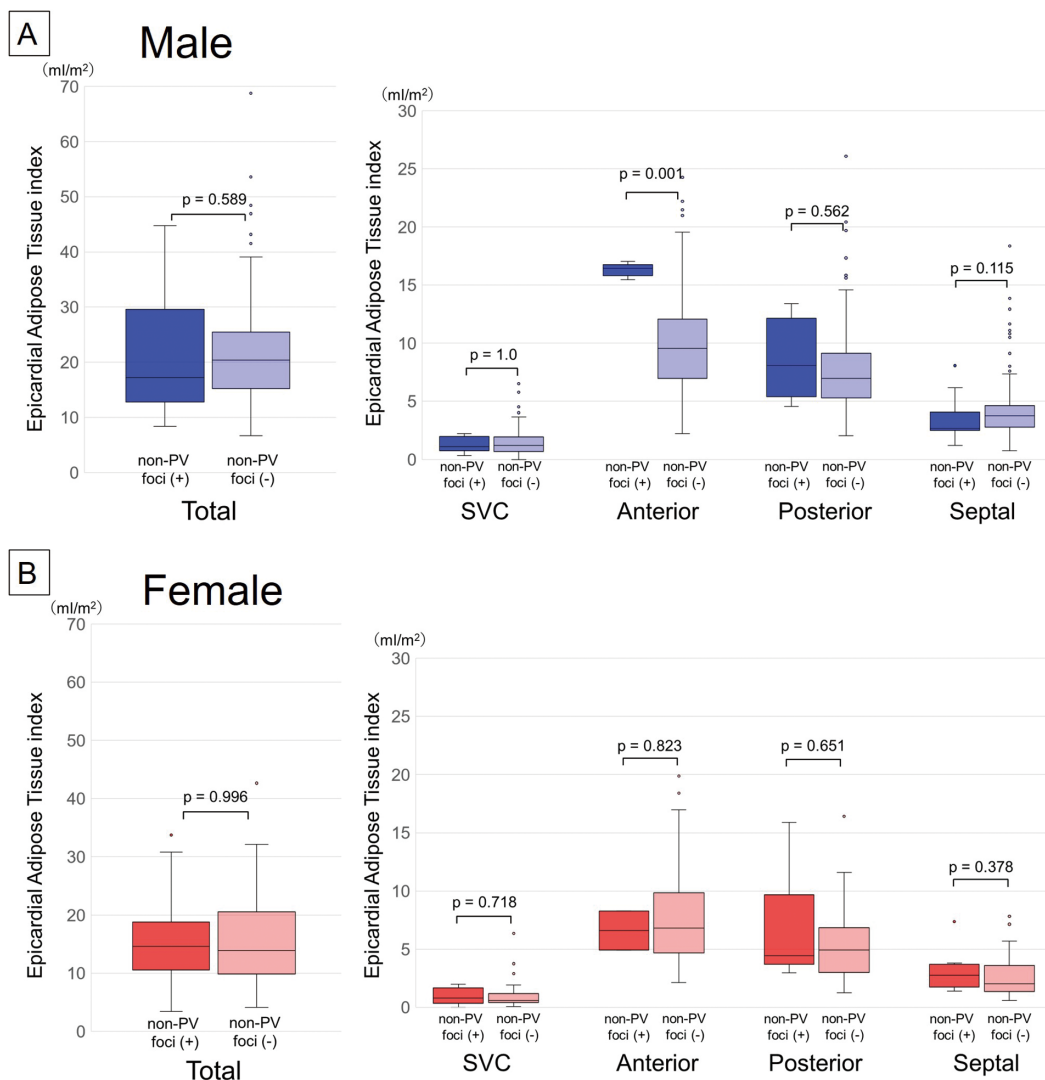 A
Male
(ml/m²)
Epicardial Adipose Tissue index
70
60
50
40
30
20
10
0
p = 0.589
non-PV
foci (+)
non-PV
foci (-)
Total
(ml/m²)
Epicardial Adipose Tissue index
30
25
20
15
10
5
0
p = 1.0
p = 0.001
p = 0.562
p = 0.115
non-PV non-PV non-PV non-PV non-PV non-PV non-PV non-PV
foci (+) foci (-) foci (+) foci (-) foci (+) foci (-) foci (+) foci (-)
SVC Anterior Posterior Septal
B
Female
(ml/m²)
Epicardial Adipose Tissue index
70
60
50
40
30
20
10
0
p = 0.996
non-PV
foci (+)
non-PV
foci (-)
Total
(ml/m²)
Epicardial Adipose Tissue index
30
25
20
15
10
5
0
p = 0.718
p = 0.823
p = 0.651
p = 0.378
non-PV non-PV non-PV non-PV non-PV non-PV non-PV non-PV
foci (+) foci (-) foci (+) foci (-) foci (+) foci (-) foci (+) foci (-)
SVC Anterior Posterior Septal